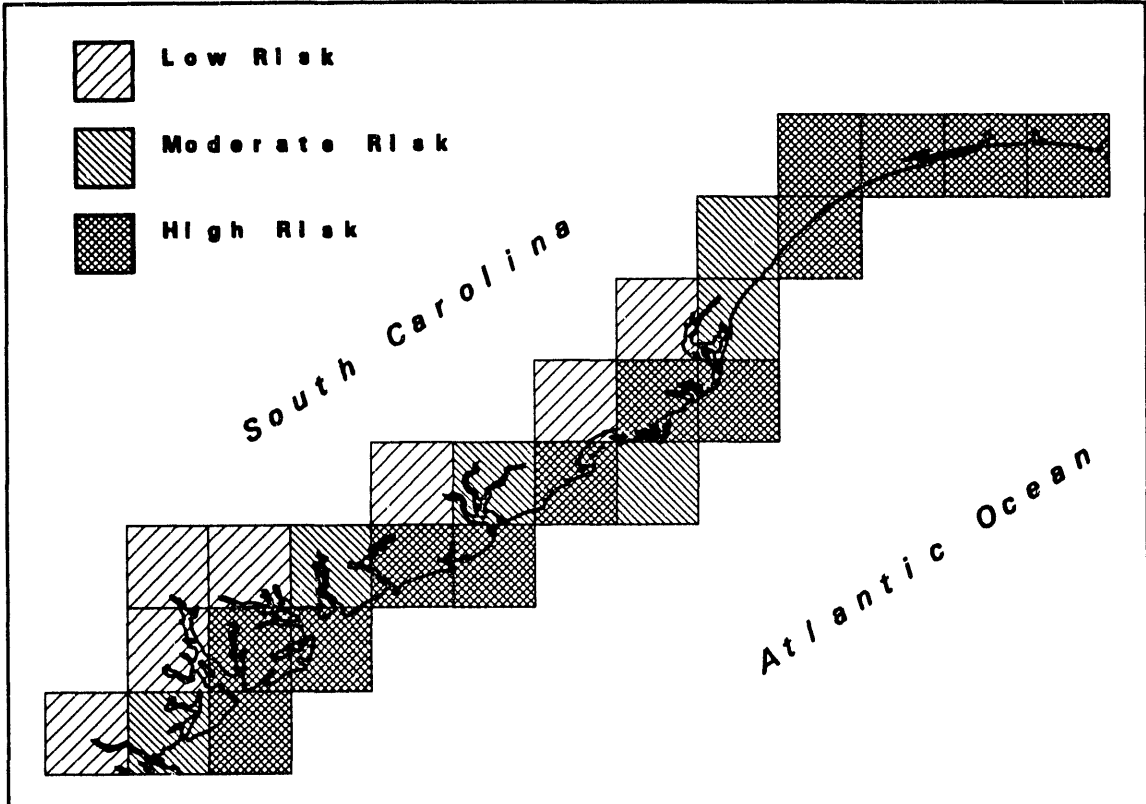 Low Risk
Moderate Risk
High Risk
South Carolina
Atlantic Ocean